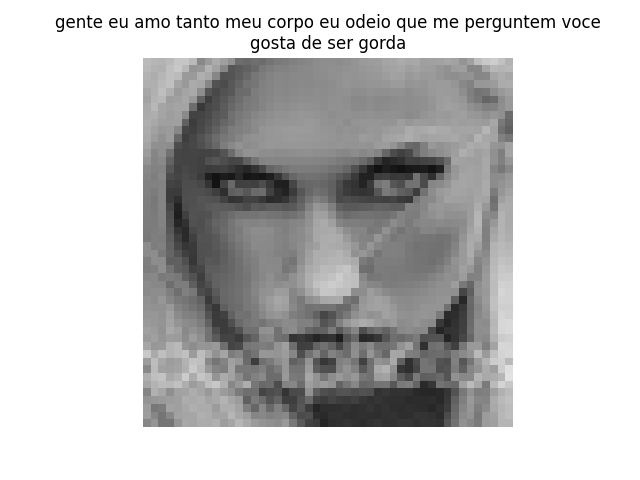 gente eu amo tanto meu corpo eu odeio que me perguntem voce
gosta de ser gorda